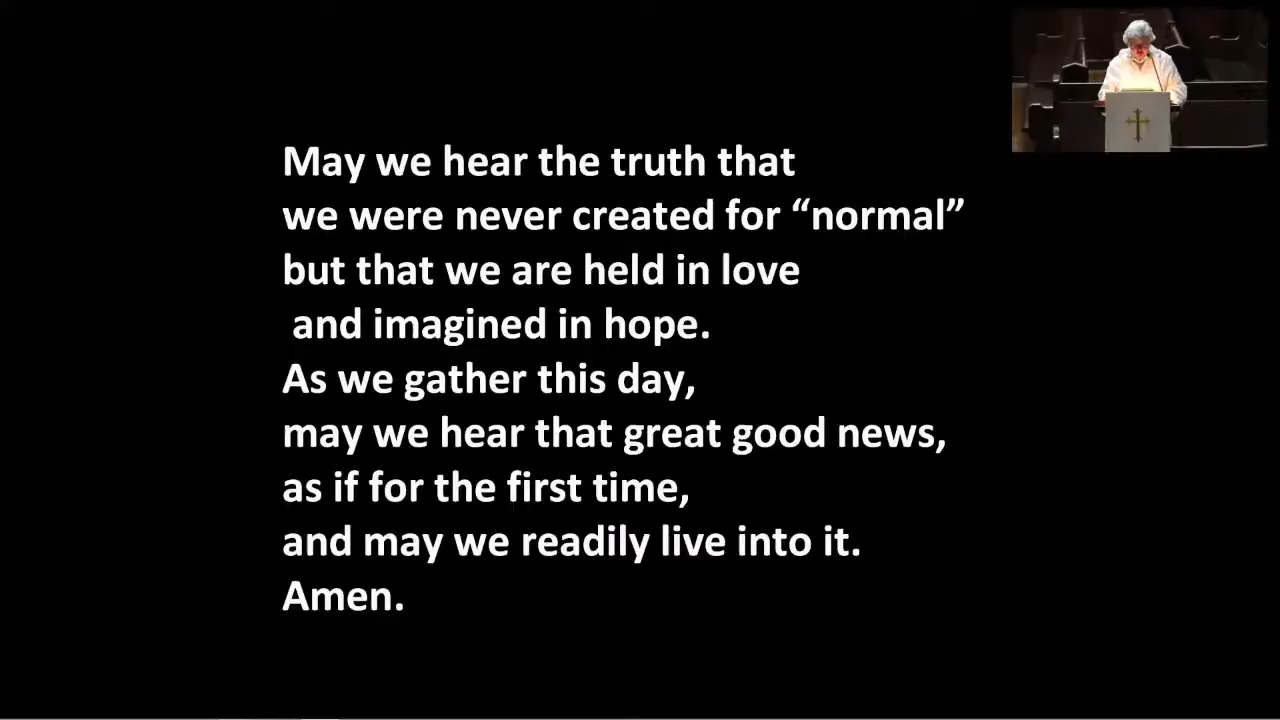 May we hear the truth that
we were never created for “normal”
but that we are held in love
and imagined in hope.
As we gather this day,
may we hear that great good news,
as if for the first time,
and may we readily live into it.
Amen.